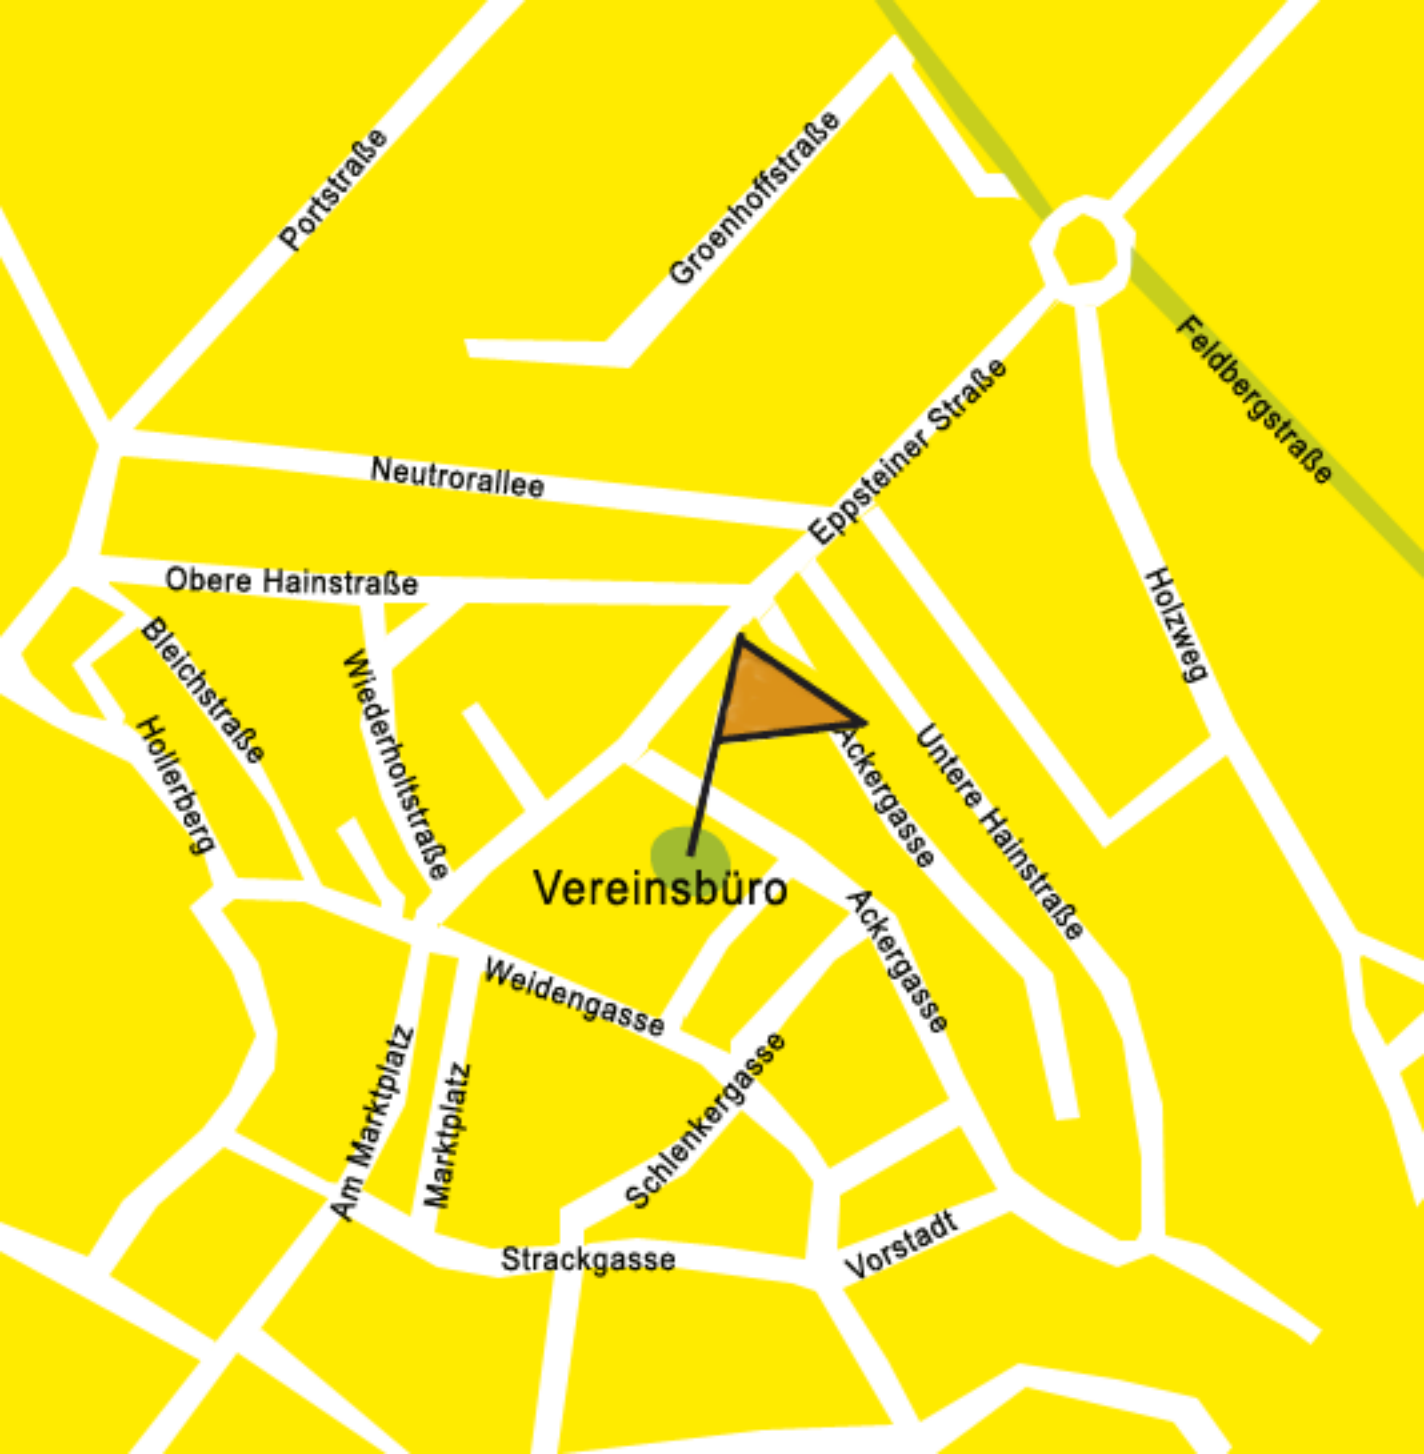 Portstraße
Groenhoffstraße
Feldbergstraße
Eppsteiner Straße
Neutrorallee
Obere Hainstraße
Holzweg
Bleichstraße
Wiederholtstraße
Hollerberg
Ackergasse
Untere Hainstraße
Vereinsbüro
Ackergasse
Weidengasse
Am Marktplatz
Marktplatz
Schlenkergasse
Strackgasse
Vorstadt